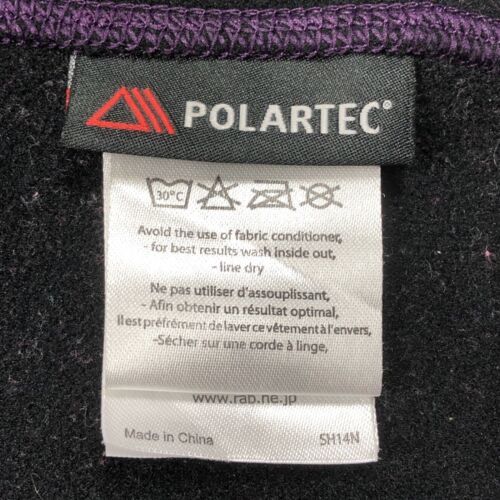 POLARTEC®
30°C
Avoid the use of fabric conditioner,
- for best results wash inside out,
- line dry
Ne pas utiliser d'assouplissant,
- Afin obtenir un résultat optimal,
il est préfrément de laver ce vêtement à l'envers,
- Sécher sur une corde à linge,
www.rab.ne.jp
Made in China
SH14N